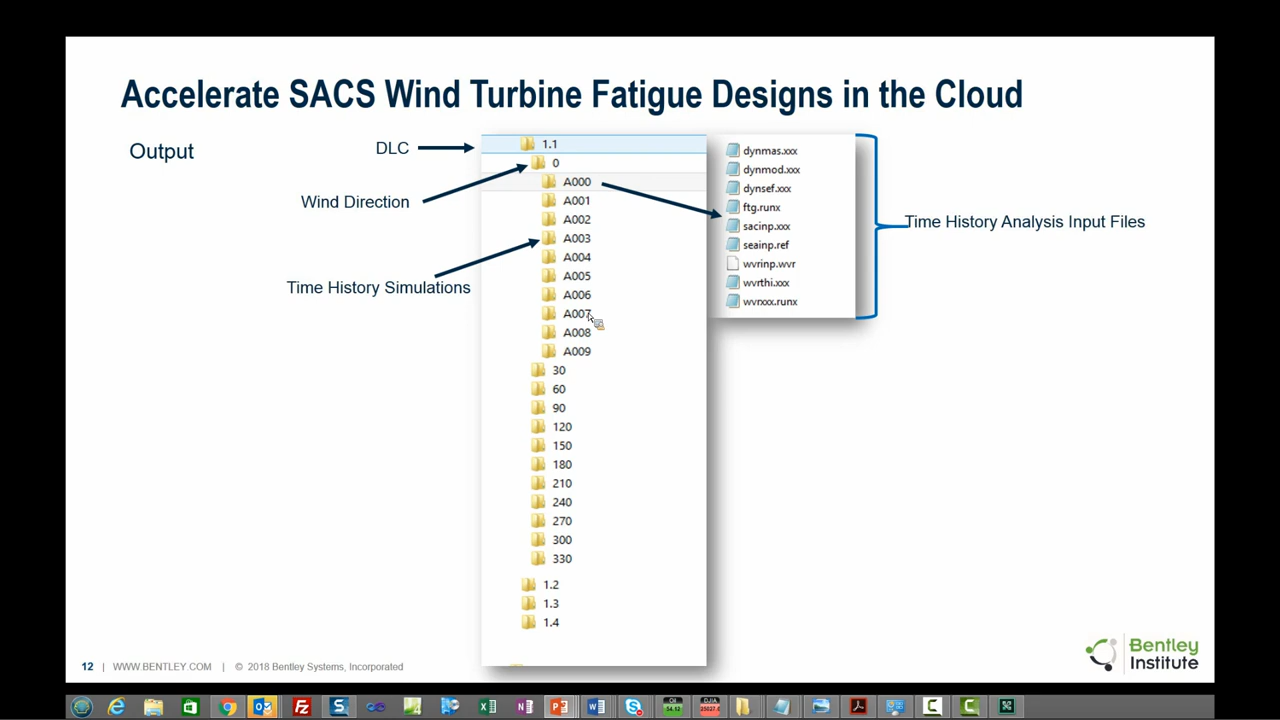 Accelerate SACS Wind Turbine Fatigue Designs in the Cloud
Output
DLC
Wind Direction
Time History Simulations
1.1
0
A000
A001
A002
A003
A004
A005
A006
A007
A008
A009
30
60
90
120
150
180
210
240
270
300
330
1.2
1.3
1.4
dynmas.xxx
dynmod.xxx
dynsef.xxx
ftg.runx
sacinp.xxx
seainp.ref
wvrinp.wvr
wvrthi.xxx
wvrxxx.runx
Time History Analysis Input Files
12 | WWW.BENTLEY.COM | © 2018 Bentley Systems, Incorporated
Bentley
Institute